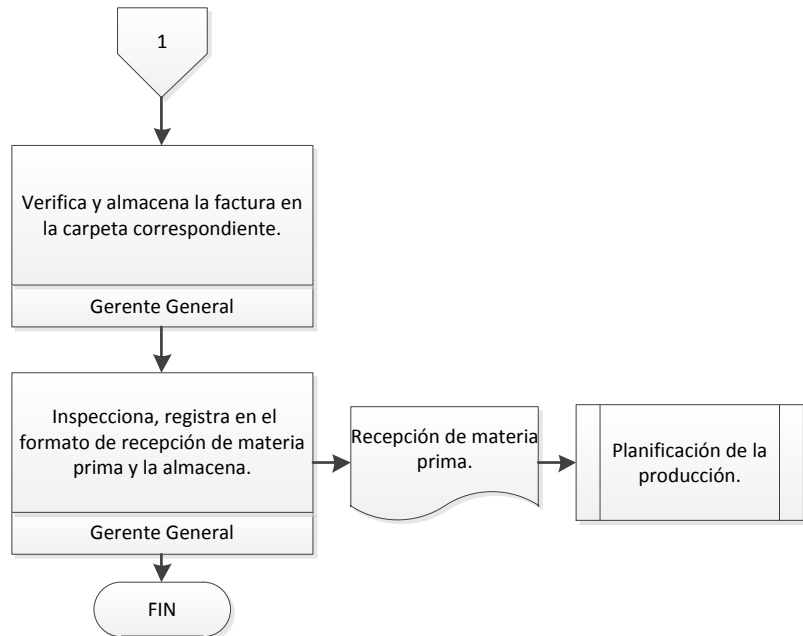 1
Verifica y almacena la factura en
la carpeta correspondiente.
Gerente General
Inspecciona, registra en el
formato de recepción de materia
prima y la almacena.
Gerente General
Recepción de materia
prima.
Planificación de la
producción.
FIN